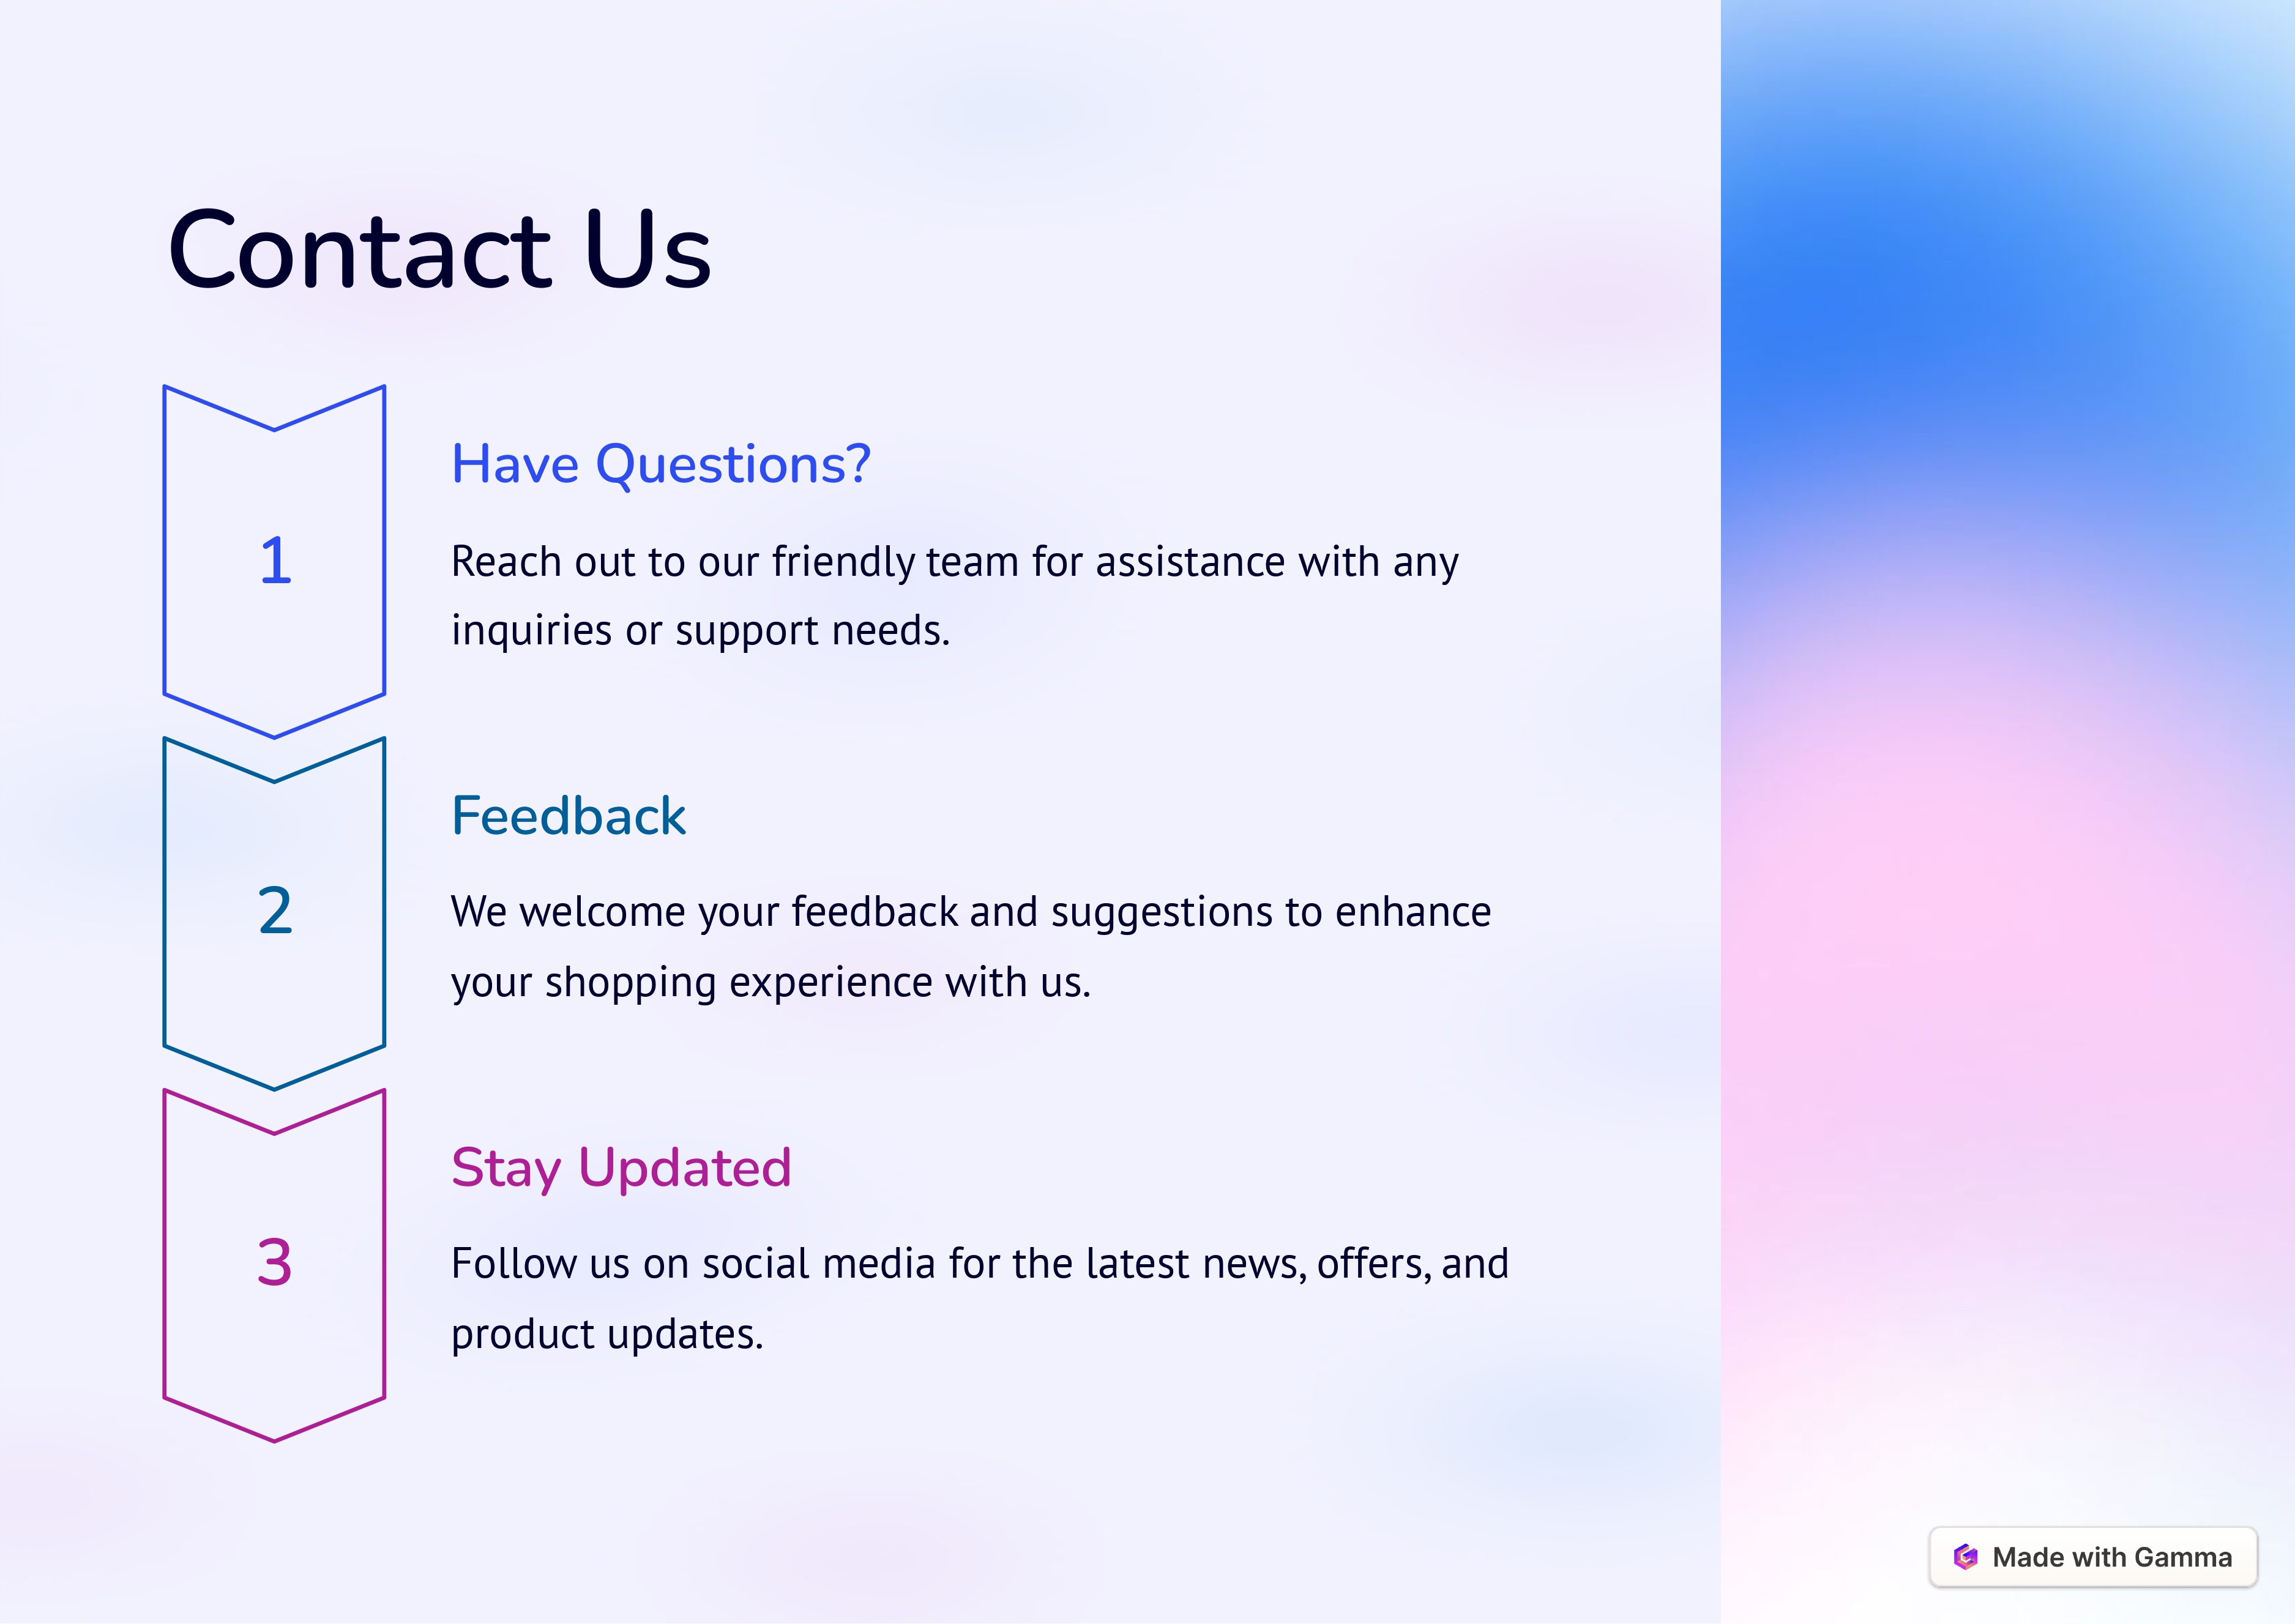 Contact Us
1
Have Questions?
Reach out to our friendly team for assistance with any
inquiries or support needs.
2
Feedback
We welcome your feedback and suggestions to enhance
your shopping experience with us.
3
Stay Updated
Follow us on social media for the latest news, offers, and
product updates.
Made with Gamma